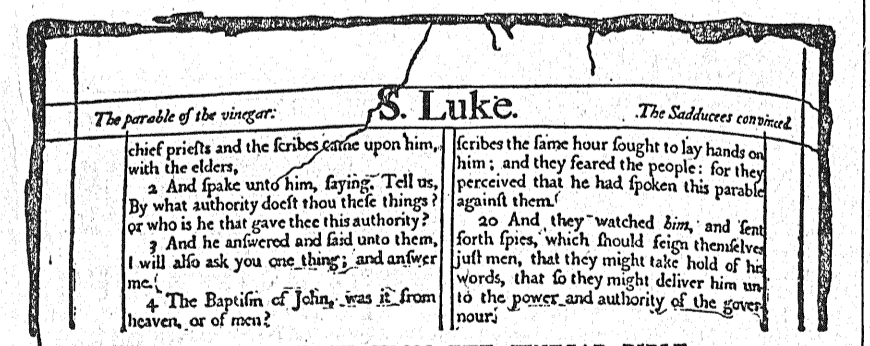 The parable of the vinegar:
S. Luke.
The Sadducees convinced.
chief prieſts and the ſcribes came upon him,
with the elders,
2 And ſpake unto him, ſaying, Tell us,
By what authority doeſt thou theſe things?
or who is he that gave thee this authority?
3 And he anſwered and ſaid unto them,
I will alſo ask you one thing; and anſwer
me.
4 The Baptiſm of John, was it from
heaven, or of men?
ſcribes the ſame hour ſought to lay hands on
him; and they feared the people: for they
perceived that he had ſpoken this parable
againſt them.
20 And they watched him, and ſent
forth ſpies, which ſhould feign themſelves
juſt men, that they might take hold of his
words, that ſo they might deliver him un-
to the power and authority of the gover-
nour.